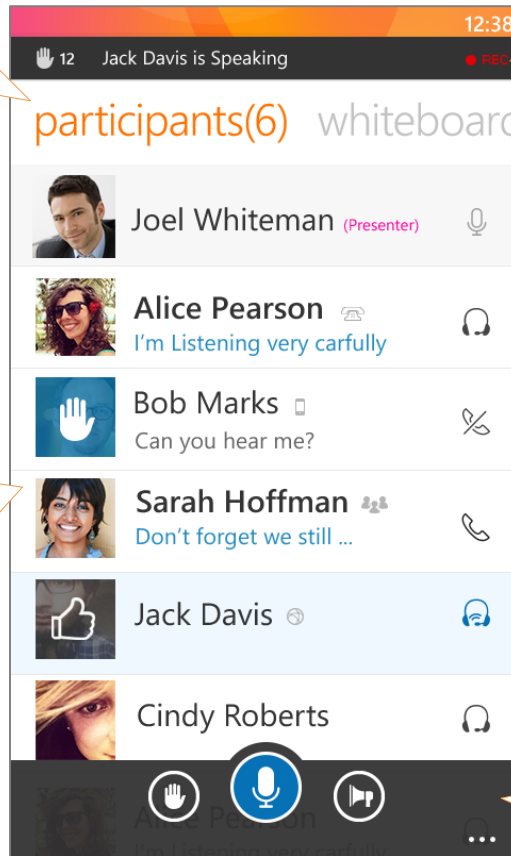 12:38
12 Jack Davis is Speaking REC
participants(6) whiteboard
Joel Whiteman (Presenter)
Alice Pearson
I'm Listening very carfully
Bob Marks
Can you hear me?
Sarah Hoffman
Don't forget we still ...
Jack Davis
Cindy Roberts
Alice Pearson
I'm Listening very carfully